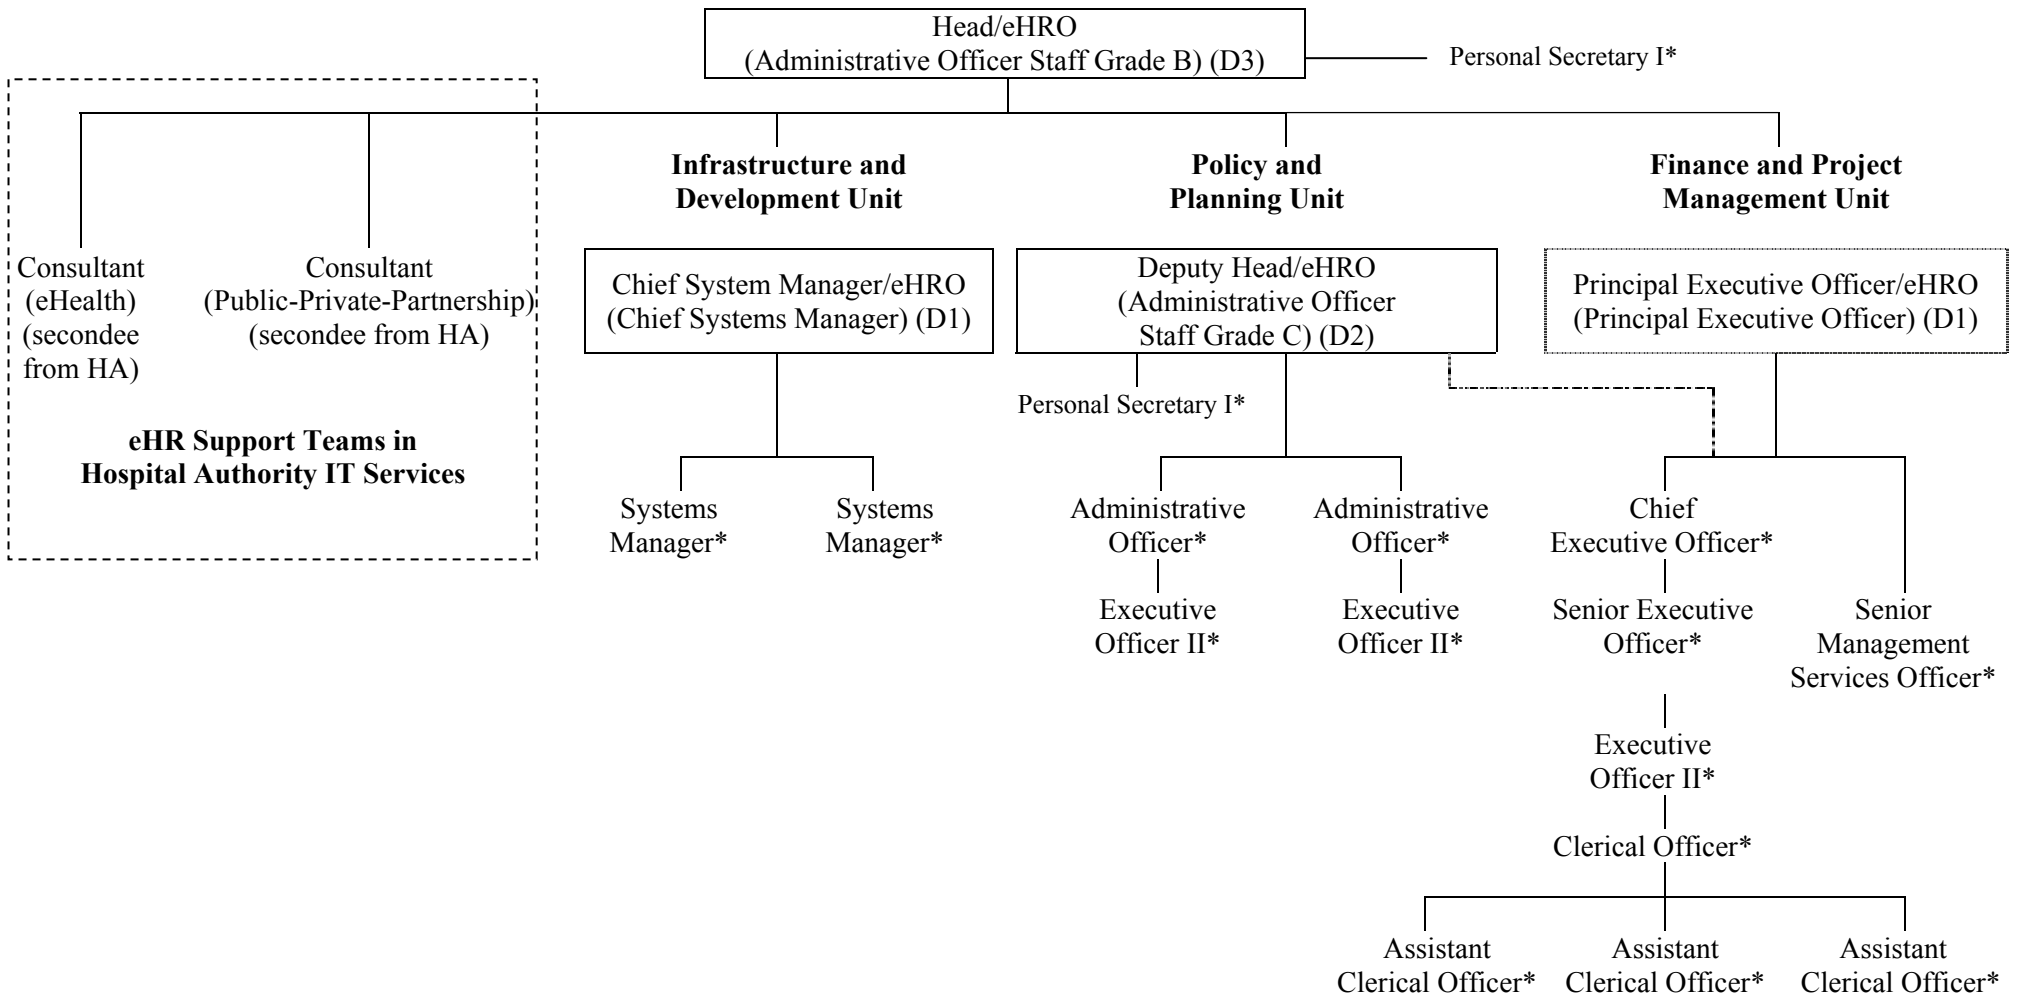 Head/eHRO
(Administrative Officer Staff Grade B) (D3)
Personal Secretary I*
Infrastructure and
Development Unit
Policy and
Planning Unit
Finance and Project
Management Unit
Consultant
(eHealth)
(secondee
from HA)
Consultant
(Public-Private-Partnership)
(secondee from HA)
eHR Support Teams in
Hospital Authority IT Services
Chief System Manager/eHRO
(Chief Systems Manager) (D1)
Deputy Head/eHRO
(Administrative Officer
Staff Grade C) (D2)
Principal Executive Officer/eHRO
(Principal Executive Officer) (D1)
Personal Secretary I*
Systems
Manager*
Systems
Manager*
Administrative
Officer*
Administrative
Officer*
Chief
Executive Officer*
Executive
Officer II*
Executive
Officer II*
Senior Executive
Officer*
Senior
Management
Services Officer*
Executive
Officer II*
Clerical Officer*
Assistant
Clerical Officer*
Assistant
Clerical Officer*
Assistant
Clerical Officer*